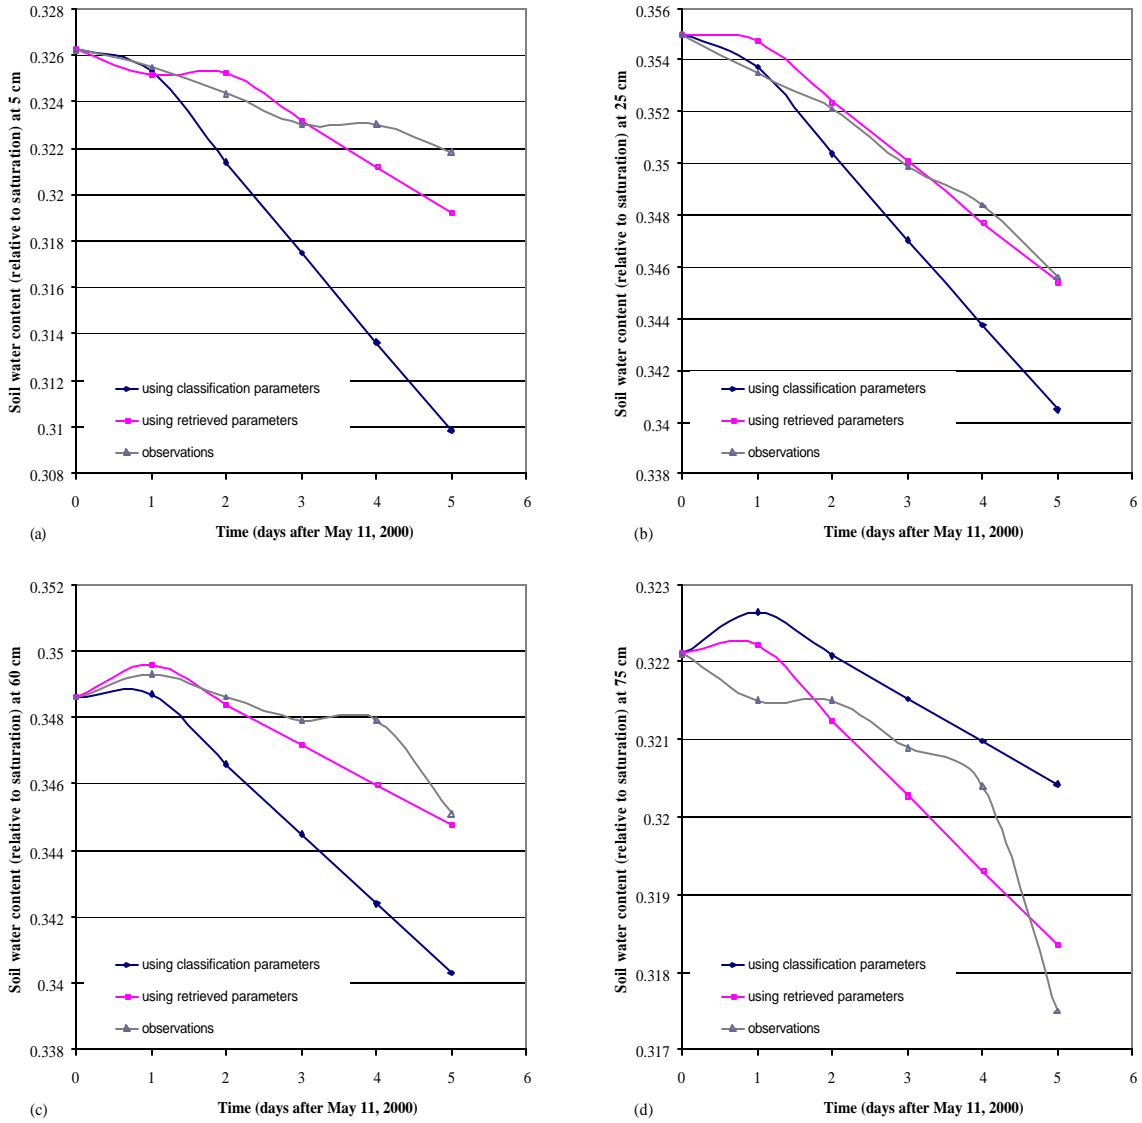 0.328
0.326
0.324
0.322
0.32
0.318
0.316
0.314
0.312
0.31
0.308
Soil water content (relative to saturation) at 5 cm
using classification parameters
using retrieved parameters
observations
0 1 2 3 4 5 6
Time (days after May 11, 2000)
(a)
0.356
0.354
0.352
0.35
0.348
0.346
0.344
0.342
0.34
0.338
Soil water content (relative to saturation) at 25 cm
using classification parameters
using retrieved parameters
observations
0 1 2 3 4 5 6
Time (days after May 11, 2000)
(b)
0.352
0.35
0.348
0.346
0.344
0.342
0.34
0.338
Soil water content (relative to saturation) at 60 cm
using classification parameters
using retrieved parameters
observations
0 1 2 3 4 5 6
Time (days after May 11, 2000)
(c)
0.323
0.322
0.321
0.32
0.319
0.318
0.317
Soil water content (relative to saturation) at 75 cm
using classification parameters
using retrieved parameters
observations
0 1 2 3 4 5 6
Time (days after May 11, 2000)
(d)